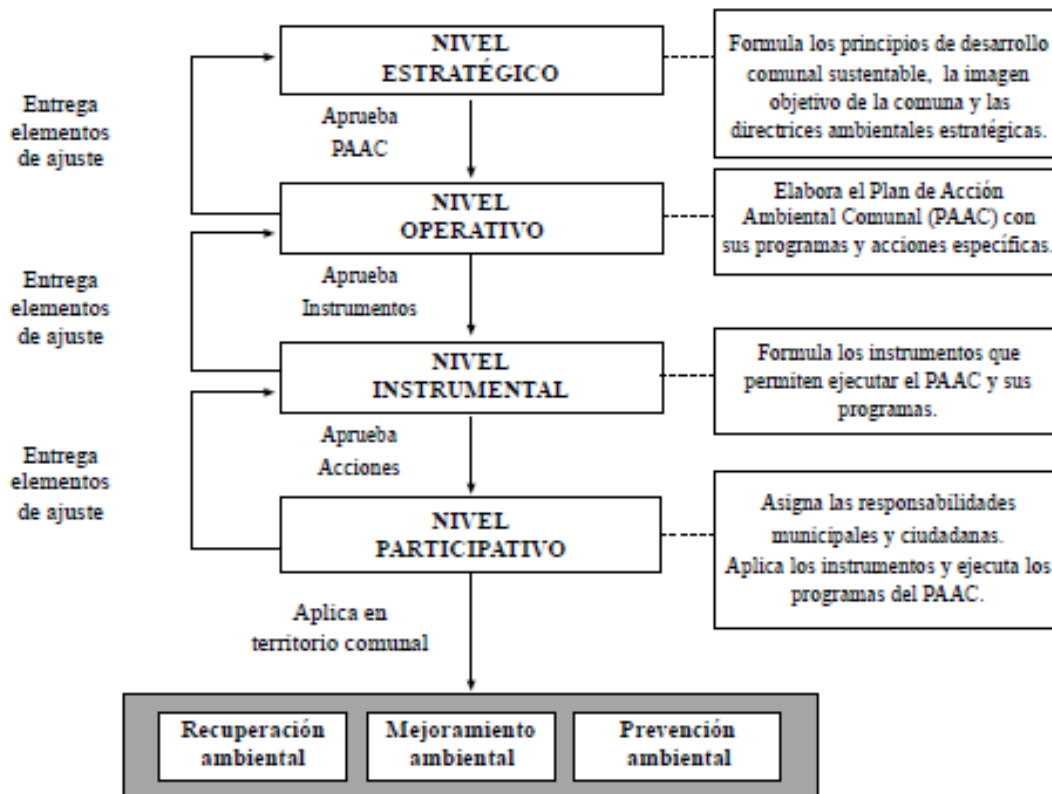 NIVEL
ESTRATÉGICO
Formula los principios de desarrollo
comunal sustentable, la imagen
objetivo de la comuna y las
directrices ambientales estratégicas.
Entrega
elementos
de ajuste
Aprueba
PAAC
NIVEL
OPERATIVO
Elabora el Plan de Acción
Ambiental Comunal (PAAC) con
sus programas y acciones específicas.
Entrega
elementos
de ajuste
Aprueba
Instrumentos
NIVEL
INSTRUMENTAL
Formula los instrumentos que
permiten ejecutar el PAAC y sus
programas.
Entrega
elementos
de ajuste
Aprueba
Acciones
NIVEL
PARTICIPATIVO
Asigna las responsabilidades
municipales y ciudadanas.
Aplica los instrumentos y ejecuta los
programas del PAAC.
Aplica en
territorio comunal
Recuperación
ambiental
Mejoramiento
ambiental
Prevención
ambiental